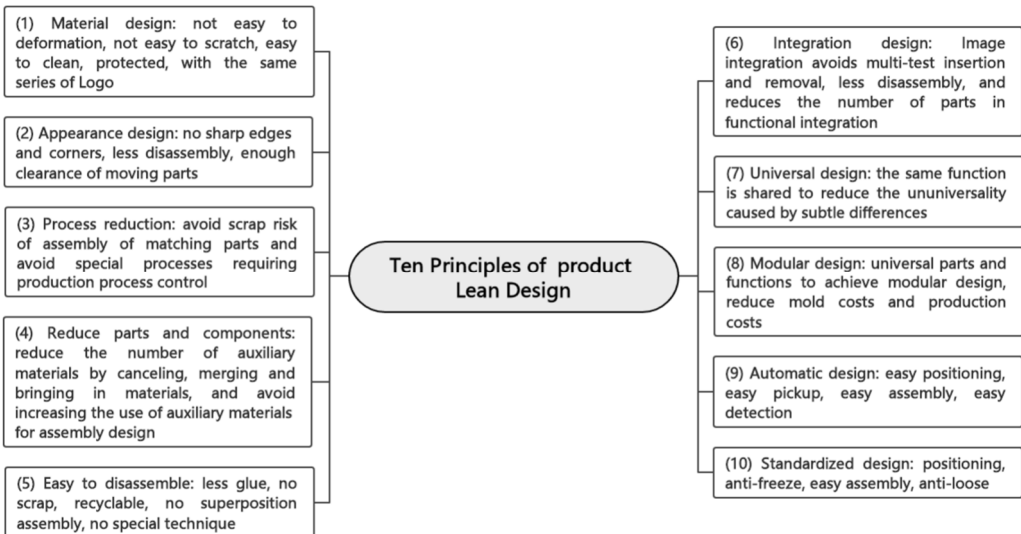 (1) Material design: not easy to
deformation, not easy to scratch, easy
to clean, protected, with the same
series of Logo
(2) Appearance design: no sharp edges
and corners, less disassembly, enough
clearance of moving parts
(3) Process reduction: avoid scrap risk
of assembly of matching parts and
avoid special processes requiring
production process control
(4) Reduce parts and components:
reduce the number of auxiliary
materials by canceling, merging and
bringing in materials, and avoid
increasing the use of auxiliary materials
for assembly design
(5) Easy to disassemble: less glue, no
scrap, recyclable, no superposition
assembly, no special technique
Ten Principles of product
Lean Design
(6) Integration design: Image
integration avoids multi-test insertion
and removal, less disassembly, and
reduces the number of parts in
functional integration
(7) Universal design: the same function
is shared to reduce the ununiversality
caused by subtle differences
(8) Modular design: universal parts and
functions to achieve modular design,
reduce mold costs and production
costs
(9) Automatic design: easy positioning,
easy pickup, easy assembly, easy
detection
(10) Standardized design: positioning,
anti-freeze, easy assembly, anti-loose